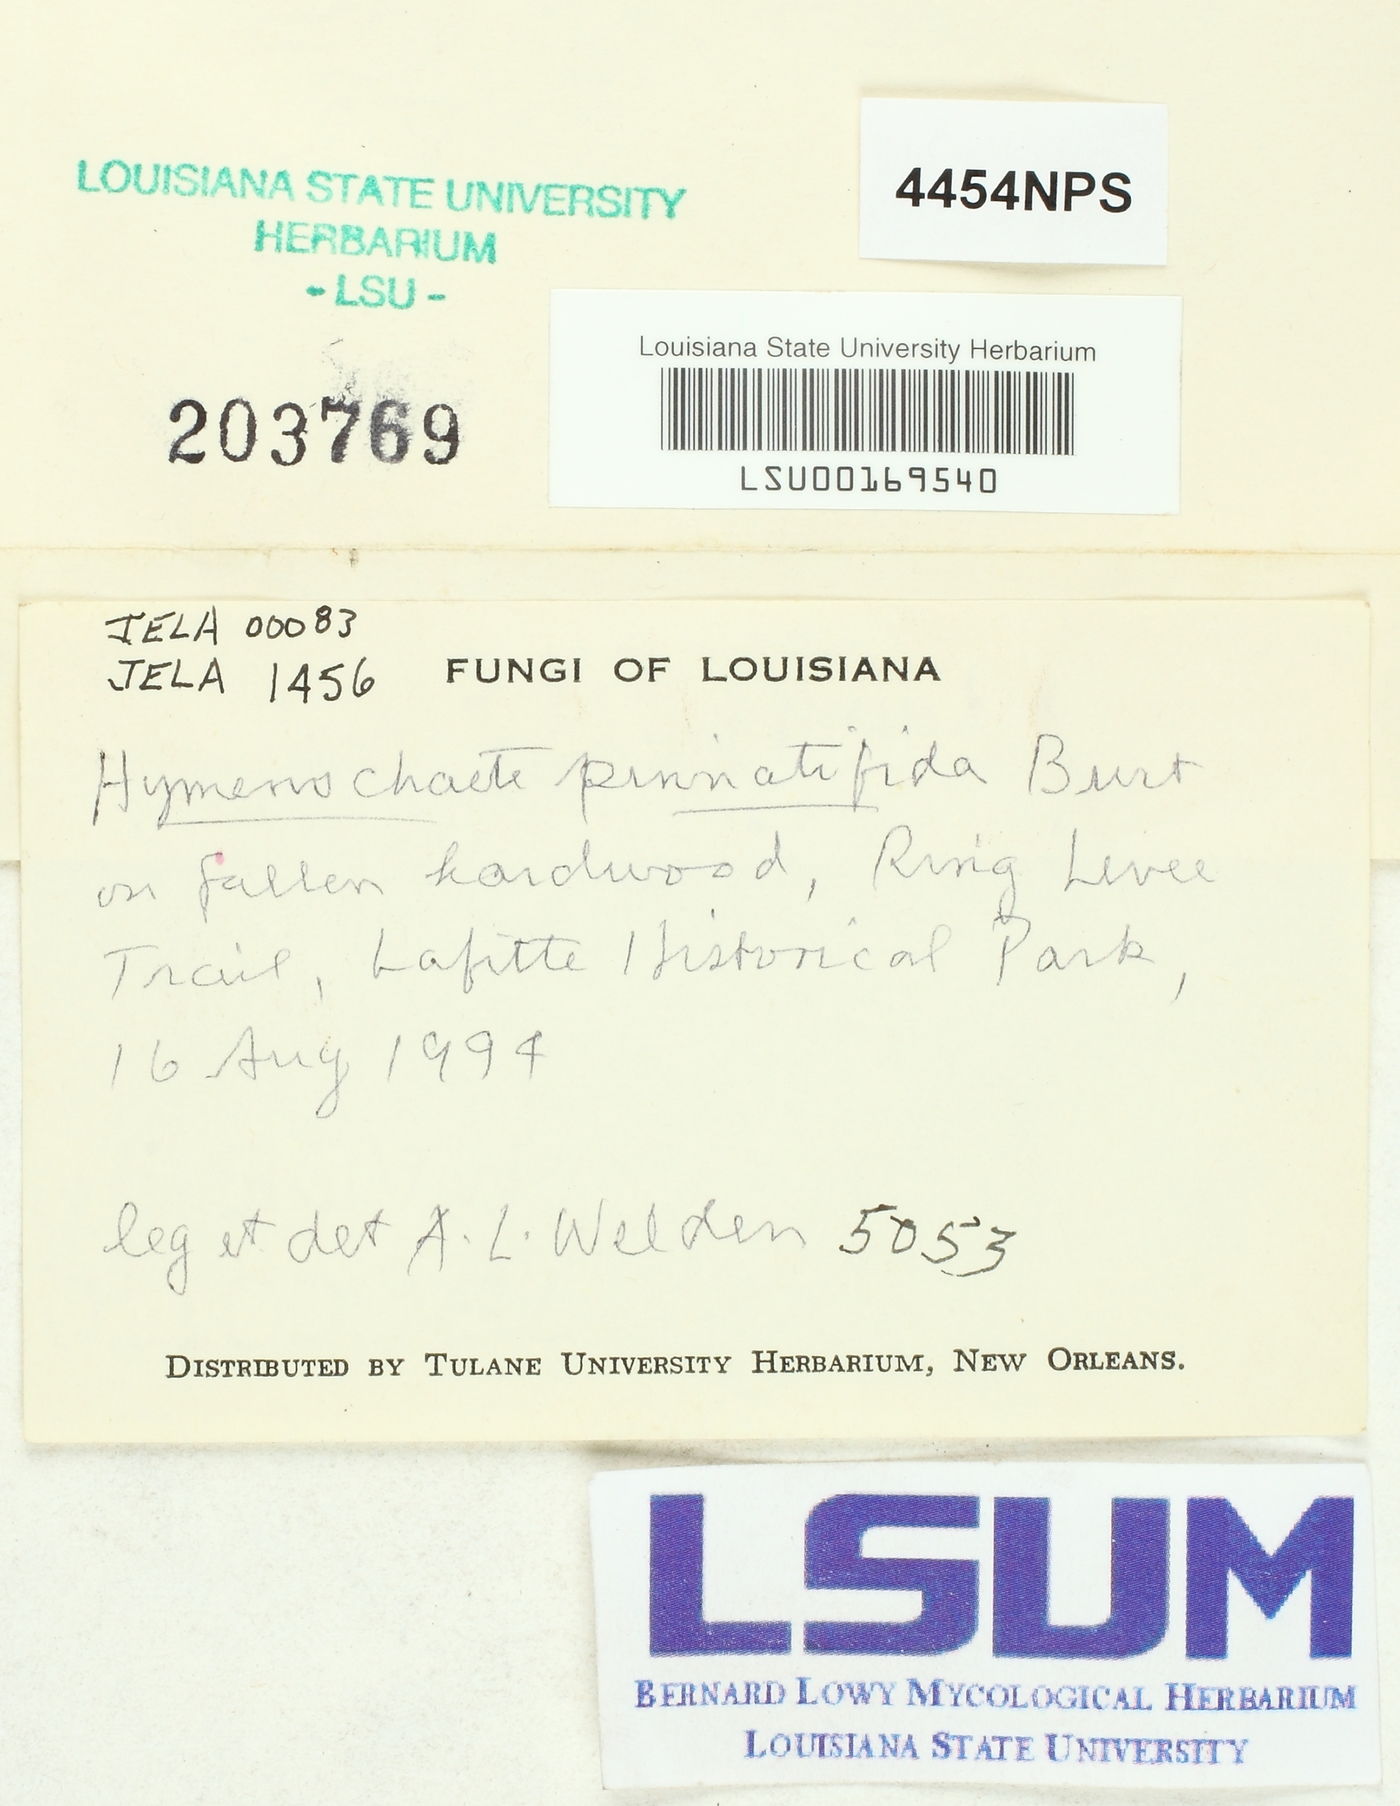 LOUISIANA STATE UNIVERSITY
HERBARIUM
- LSU -
4454NPS
203769
Louisiana State University Herbarium
LSU00169540
JELA 00083
JELA 1456
FUNGI OF LOUISIANA
Hymenochaete pinnatifida Burt
on fallen hardwood, Ring Levee
Trail, Lafitte Historical Park,
16 Aug 1994
leg et det A. L. Welden 5053
DISTRIBUTED BY TULANE UNIVERSITY HERBARIUM, NEW ORLEANS.
LSUM
BERNARD LOWY MYCOLOGICAL HERBARIUM
LOUISIANA STATE UNIVERSITY